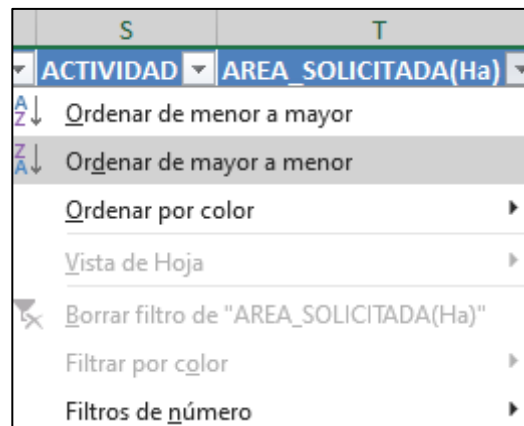 S T
ACTIVIDAD AREA_SOLICITADA(Ha)
Ordenar de menor a mayor
Ordenar de mayor a menor
Ordenar por color
Vista de Hoja
Borrar filtro de "AREA_SOLICITADA(Ha)"
Filtrar por color
Filtros de número